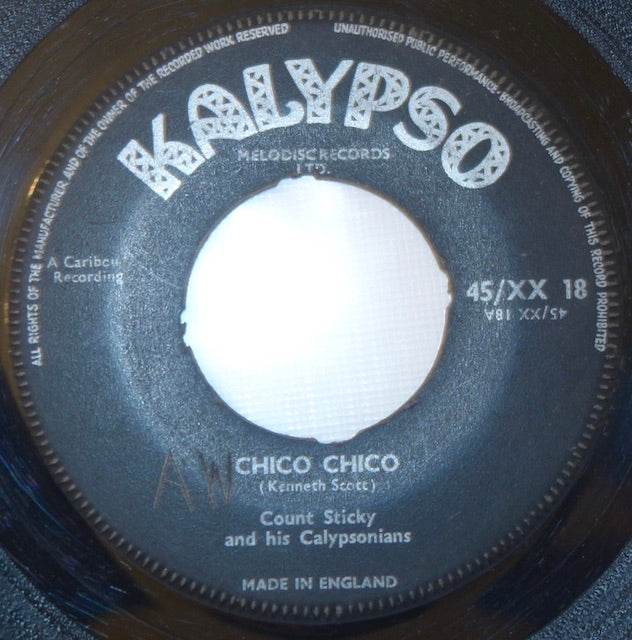 ALL RIGHTS OF THE MANUFACTURER AND OF THE OWNER OF THE RECORDED WORK RESERVED
UNAUTHORISED PUBLIC PERFORMANCE BROADCASTING AND COPYING OF THIS RECORD PROHIBITED
KALYPSO
MELODISC RECORDS
LTD.
A Caribou
Recording
45/XX 18
45/XX 18A
AW
CHICO CHICO
(Kenneth Scott)
Count Sticky
and his Calypsonians
MADE IN ENGLAND